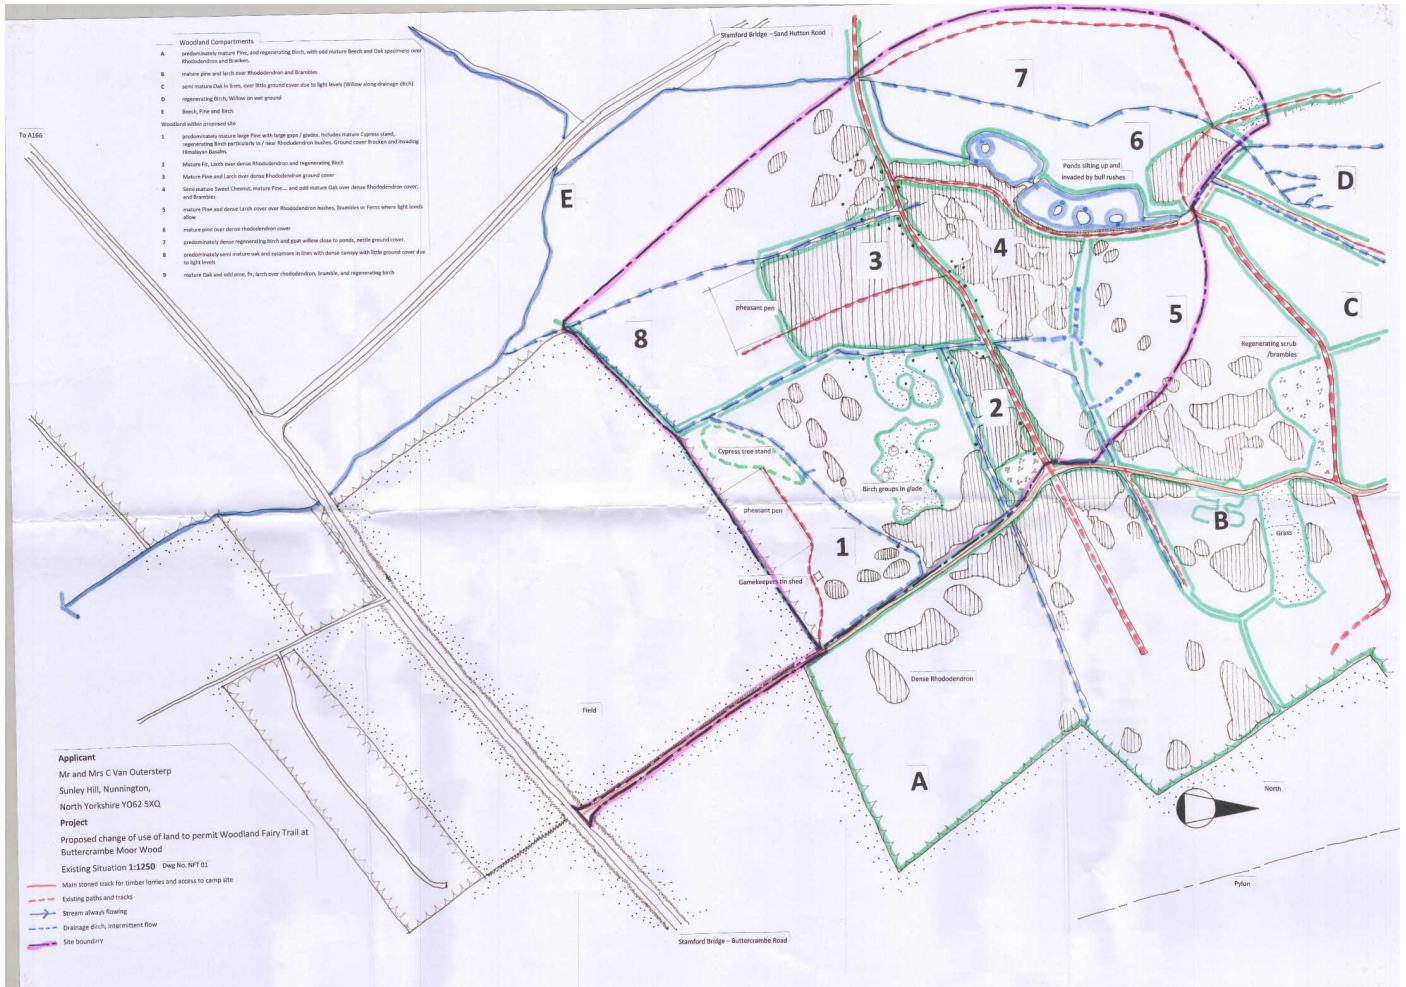 Woodland Compartments
A predominately mature Pine, and regenerating Birch, with odd mature Beech and Oak specimens over
Rhododendron and Bracken.
B mature pine and larch over Rhododendron and Brambles
C semi mature Oak in lines, over little ground cover due to light levels (Willow along drainage ditch)
D regenerating Birch, Willow on wet ground
E Beech, Pine and Birch
Woodland within proposed site
1 predominately mature large Pine with large gaps / glades. Includes mature Cypress stand,
regenerating Birch particularly in / near Rhododendron bushes. Ground cover Bracken and invading
Himalayan Basalm.
2 Mature Fir, Larch over dense Rhododendron and regenerating Birch
3 Mature Pine and Larch over dense Rhododendron ground cover
4 Semi mature Sweet Chesnut, mature Pine.... and odd mature Oak over dense Rhododendron cover,
and Brambles
5 mature Pine and dense Larch cover over Rhododendron bushes, Brambles or Ferns where light levels
allow
6 mature pine over dense rhododendron cover
7 predominately dense regenerating birch and goat willow close to ponds, nettle ground cover.
8 predominately semi mature oak and sycamore in lines with dense canopy with little ground cover due
to light levels
9 mature Oak and odd pine, fir, larch over rhododendron, bramble, and regenerating birch
Stamford Bridge – Sand Hutton Road
To A166
7
6
Ponds silting up and
invaded by bull rushes
D
E
3
4
pheasant pen
8
5
C
Regenerating scrub
/brambles
2
Cypress tree stand
Birch groups in glade
pheasant pen
1
B
Grass
Gamekeepers tin shed
Dense Rhododendron
Field
A
North
Pylon
Stamford Bridge – Buttercrambe Road
Applicant
Mr and Mrs C Van Outersterp
Sunley Hill, Nunnington,
North Yorkshire YO62 5XQ
Project
Proposed change of use of land to permit Woodland Fairy Trail at
Buttercrambe Moor Wood
Existing Situation 1:1250 Dwg No. NFT 01
Main stoned track for timber lorries and access to camp site
Existing paths and tracks
Stream always flowing
Drainage ditch, intermittent flow
Site boundary